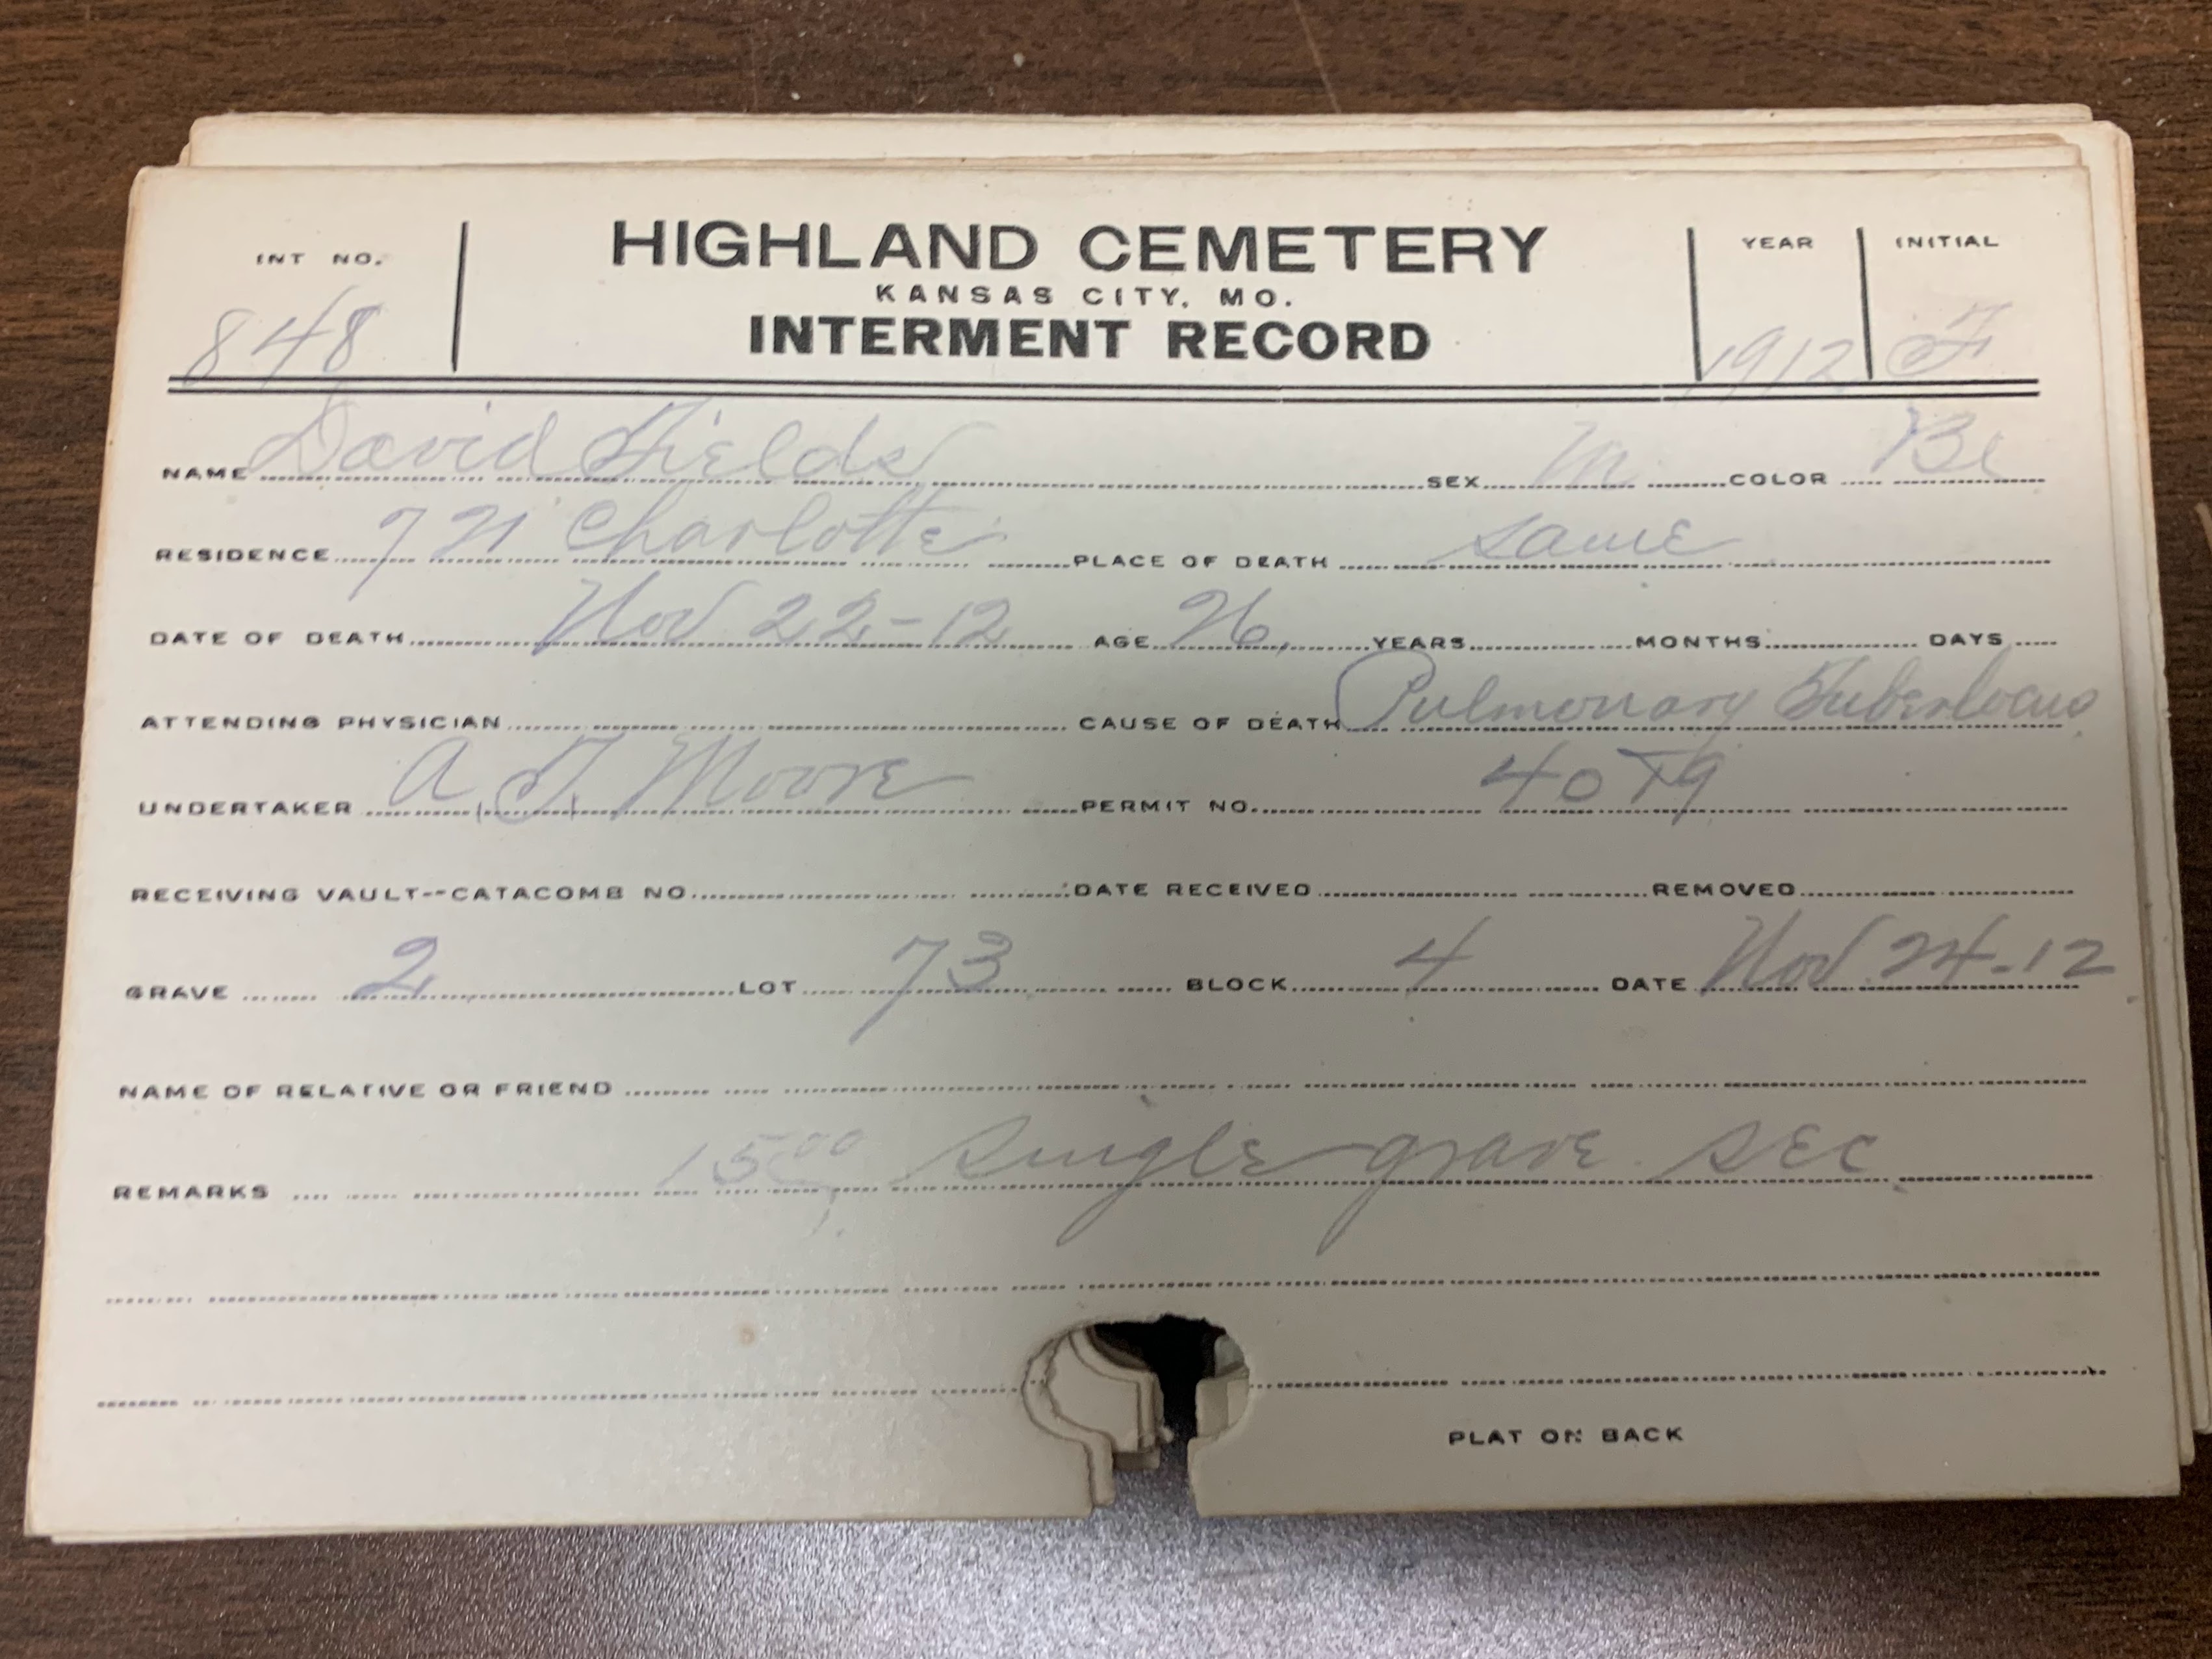 INT NO. HIGHLAND CEMETERY YEAR INITIAL
KANSAS CITY, MO.
848 INTERMENT RECORD 1912 F
NAME David Fields SEX M COLOR Bl
RESIDENCE 721 Charlotte PLACE OF DEATH same
DATE OF DEATH Nov 22-12 AGE 26 YEARS MONTHS DAYS
ATTENDING PHYSICIAN CAUSE OF DEATH Pulmonary
UNDERTAKER A. T. Moore PERMIT NO. 4079
RECEIVING VAULT--CATACOMB NO. DATE RECEIVED REMOVED
GRAVE 2 LOT 73 BLOCK 4 DATE Nov 24-12
NAME OF RELATIVE OR FRIEND
REMARKS 15.00 single grave sec
PLAT ON BACK